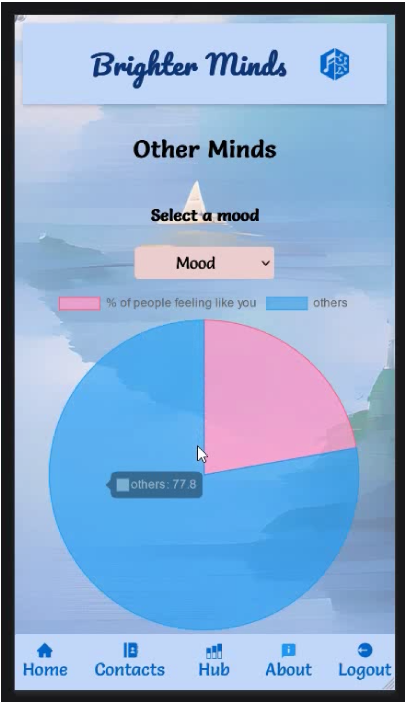 Brighter Minds
Other Minds
Select a mood
Mood
% of people feeling like you others
others: 77.8
Home Contacts Hub About Logout